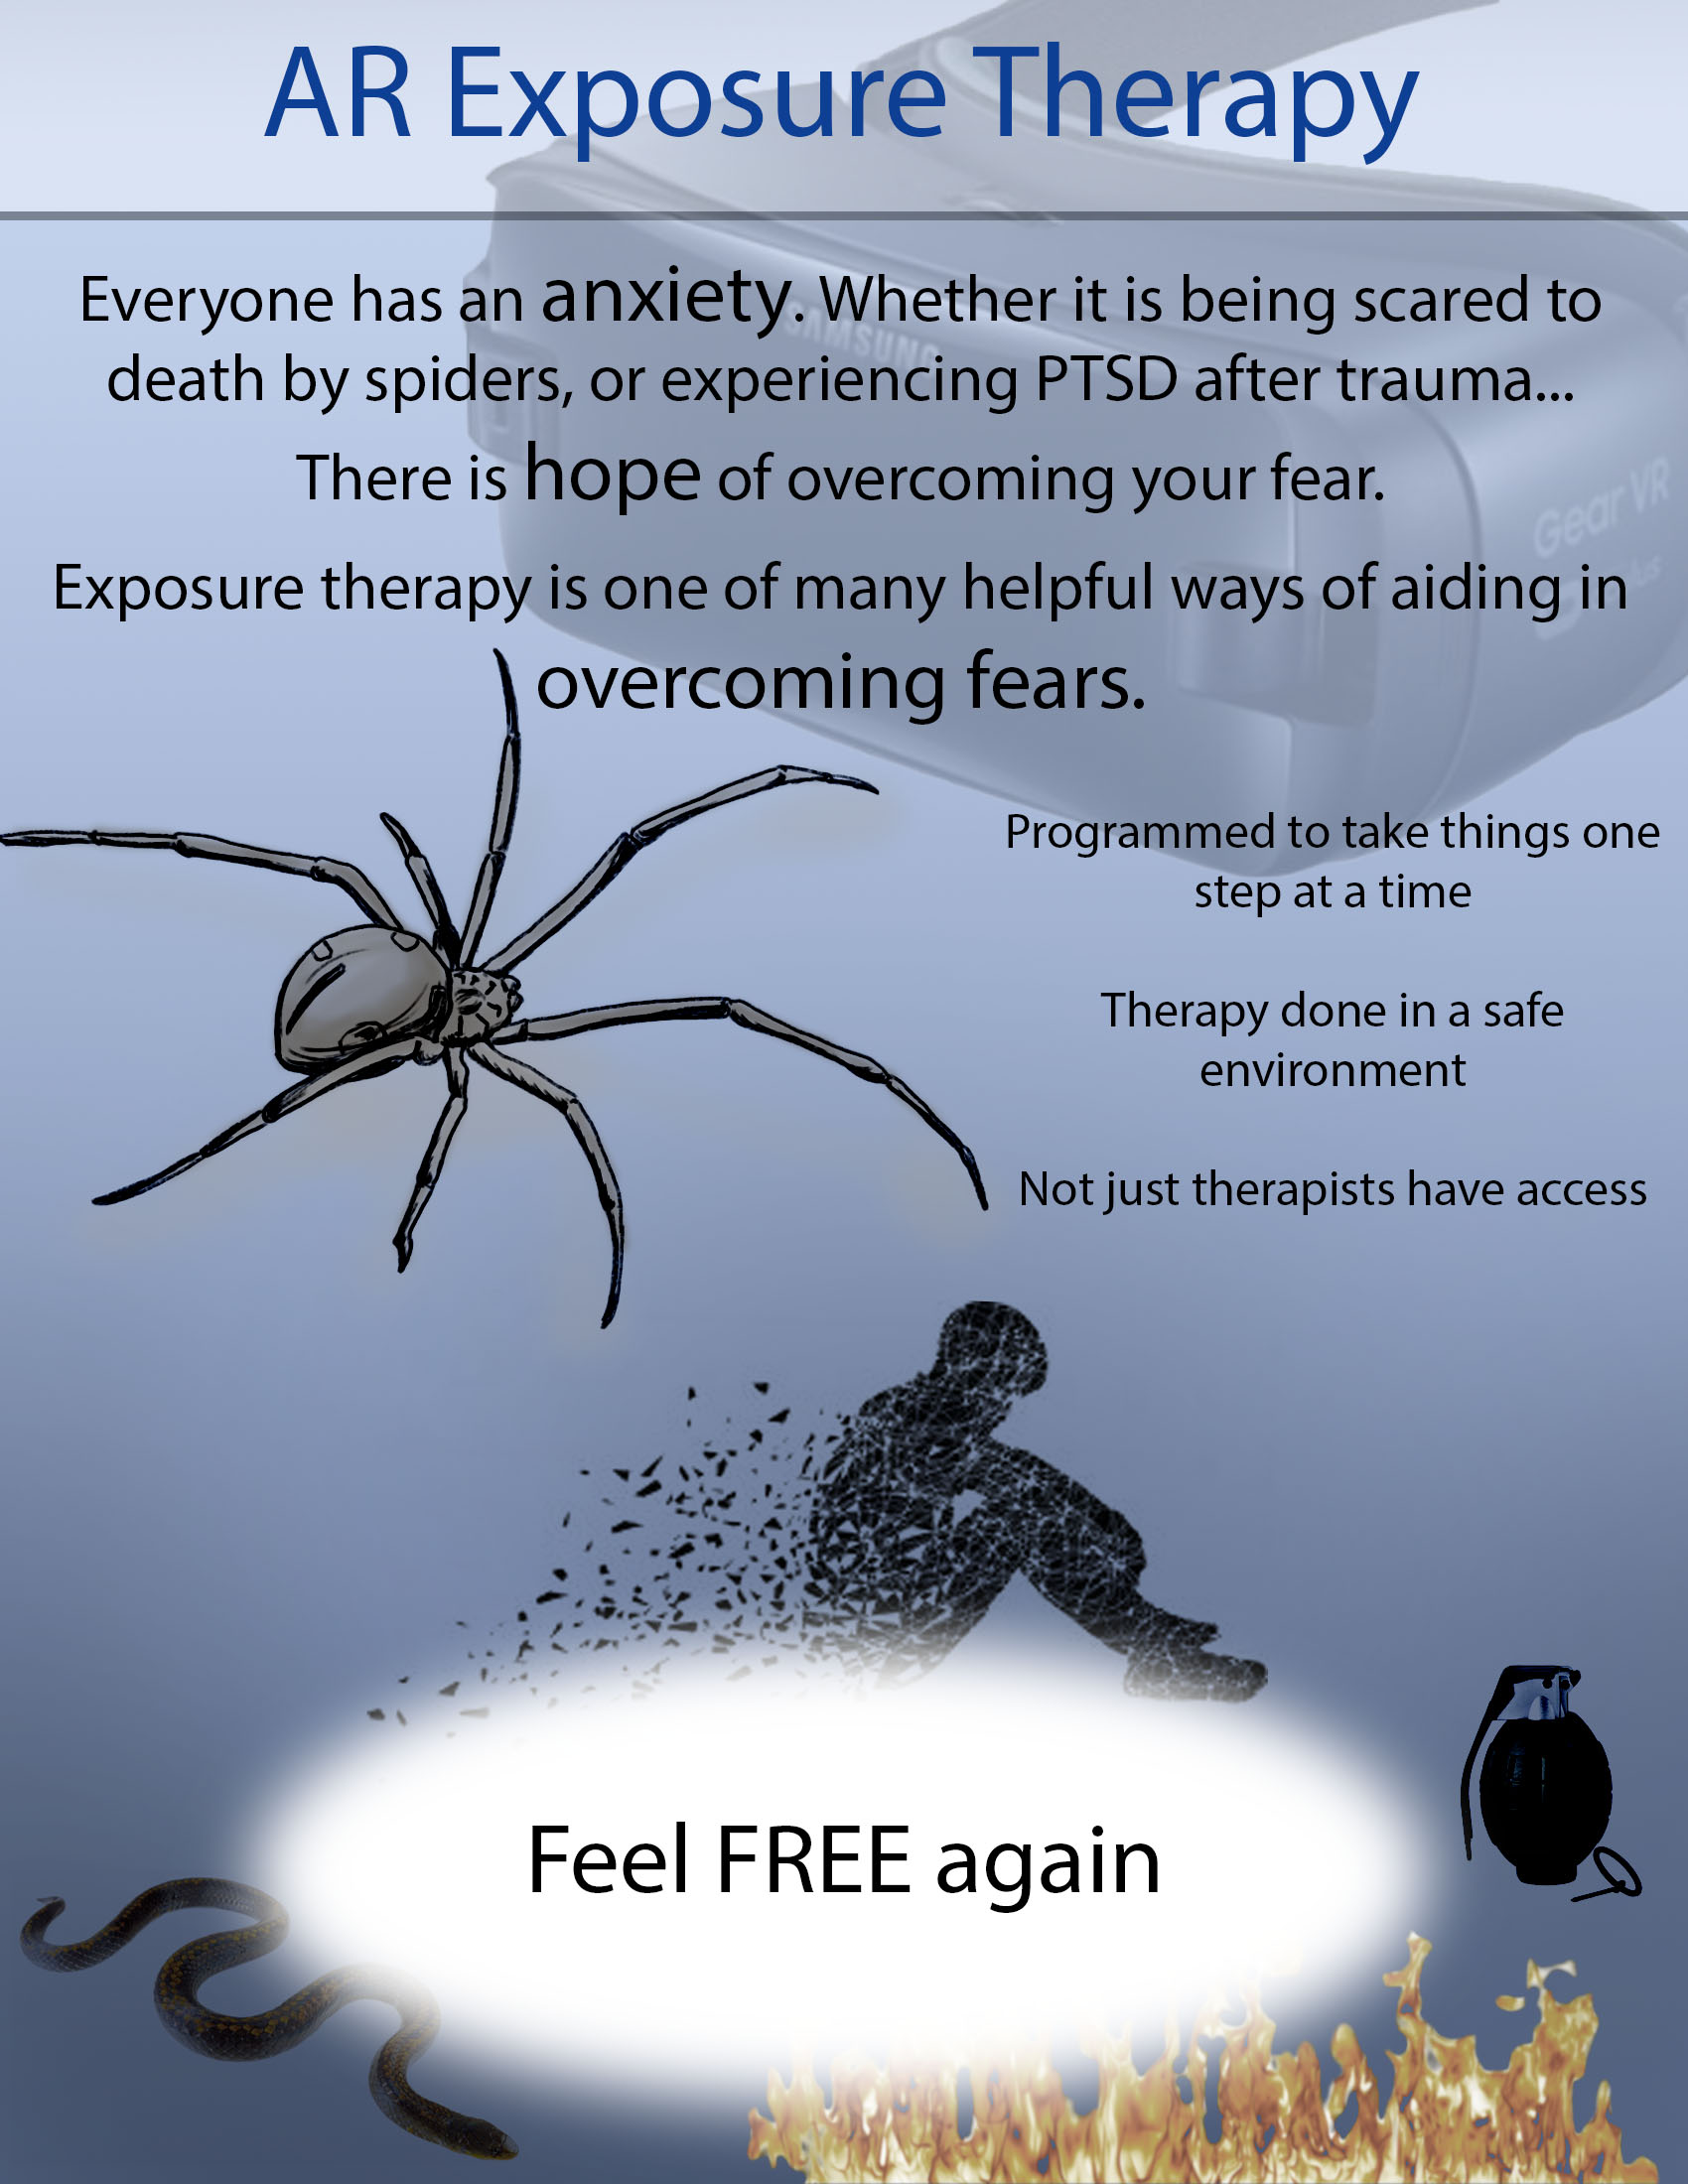 AR Exposure Therapy
Everyone has an anxiety. Whether it is being scared to
death by spiders, or experiencing PTSD after trauma...
There is hope of overcoming your fear.
Exposure therapy is one of many helpful ways of aiding in
overcoming fears.
SAMSUNG
Gear VR
Programmed to take things one
step at a time
Therapy done in a safe
environment
Not just therapists have access
Feel FREE again